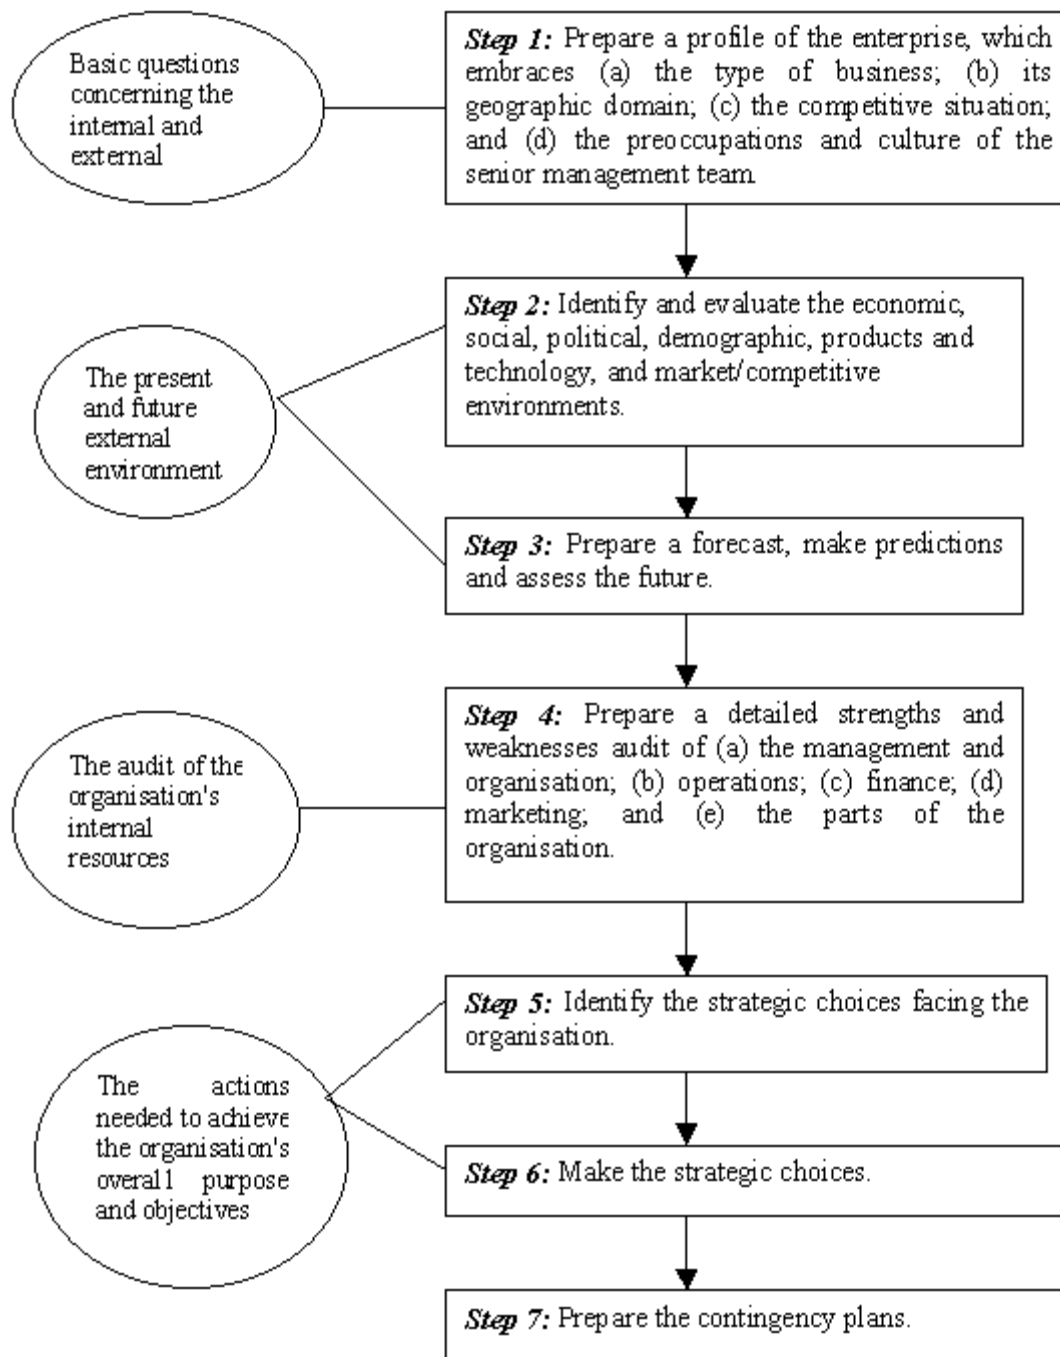 Basic questions
concerning the
internal and
external
Step 1: Prepare a profile of the enterprise, which
embraces (a) the type of business; (b) its
geographic domain; (c) the competitive situation;
and (d) the preoccupations and culture of the
senior management team.
The present
and future
external
environment
Step 2: Identify and evaluate the economic,
social, political, demographic, products and
technology, and market/competitive
environments.
Step 3: Prepare a forecast, make predictions
and assess the future.
The audit of the
organisation's
internal
resources
Step 4: Prepare a detailed strengths and
weaknesses audit of (a) the management and
organisation; (b) operations; (c) finance; (d)
marketing; and (e) the parts of the
organisation.
The actions
needed to achieve
the organisation's
overall purpose
and objectives
Step 5: Identify the strategic choices facing the
organisation.
Step 6: Make the strategic choices.
Step 7: Prepare the contingency plans.